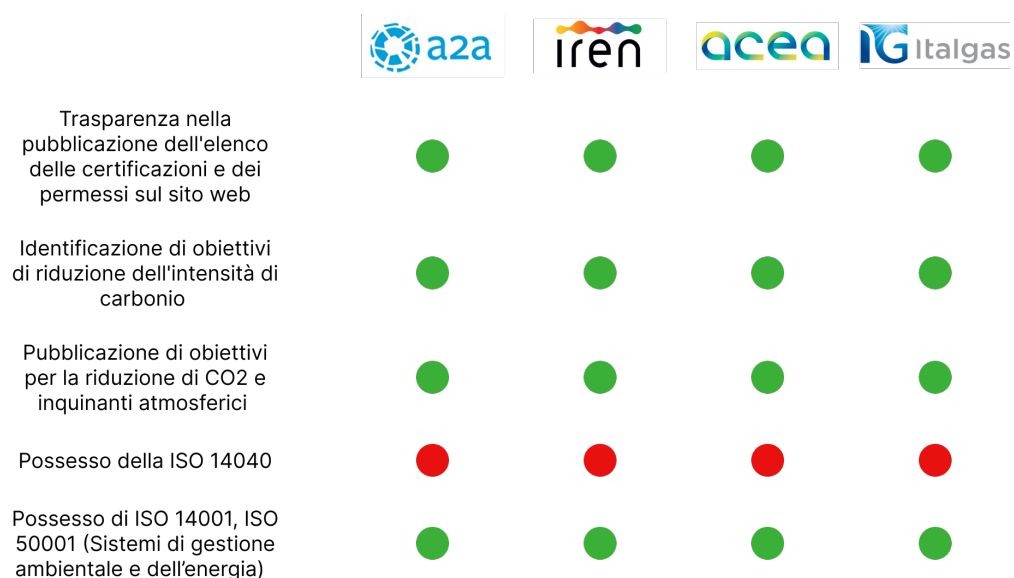 a2a
iren
acea
IG Italgas
Trasparenza nella
pubblicazione dell'elenco
delle certificazioni e dei
permessi sul sito web
Identificazione di obiettivi
di riduzione dell'intensità di
carbonio
Pubblicazione di obiettivi
per la riduzione di CO2 e
inquinanti atmosferici
Possesso della ISO 14040
Possesso di ISO 14001, ISO
50001 (Sistemi di gestione
ambientale e dell’energia)